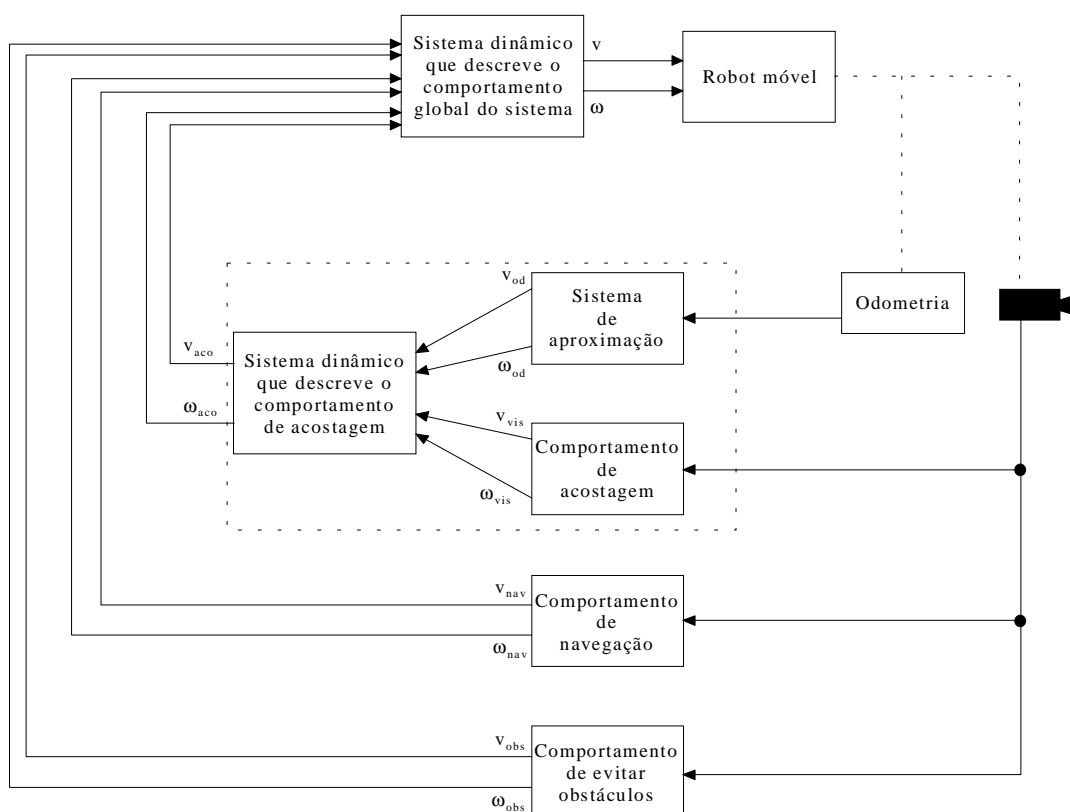 Sistema dinâmico
que descreve o
comportamento
global do sistema
v
ω
Robot móvel
Odometria
v_od
Sistema
de
aproximação
ω_od
v_aco
Sistema dinâmico
que descreve o
comportamento
de acostagem
ω_aco
v_vis
Comportamento
de
acostagem
ω_vis
v_nav
Comportamento
de
navegação
ω_nav
v_obs
Comportamento
de evitar
obstáculos
ω_obs